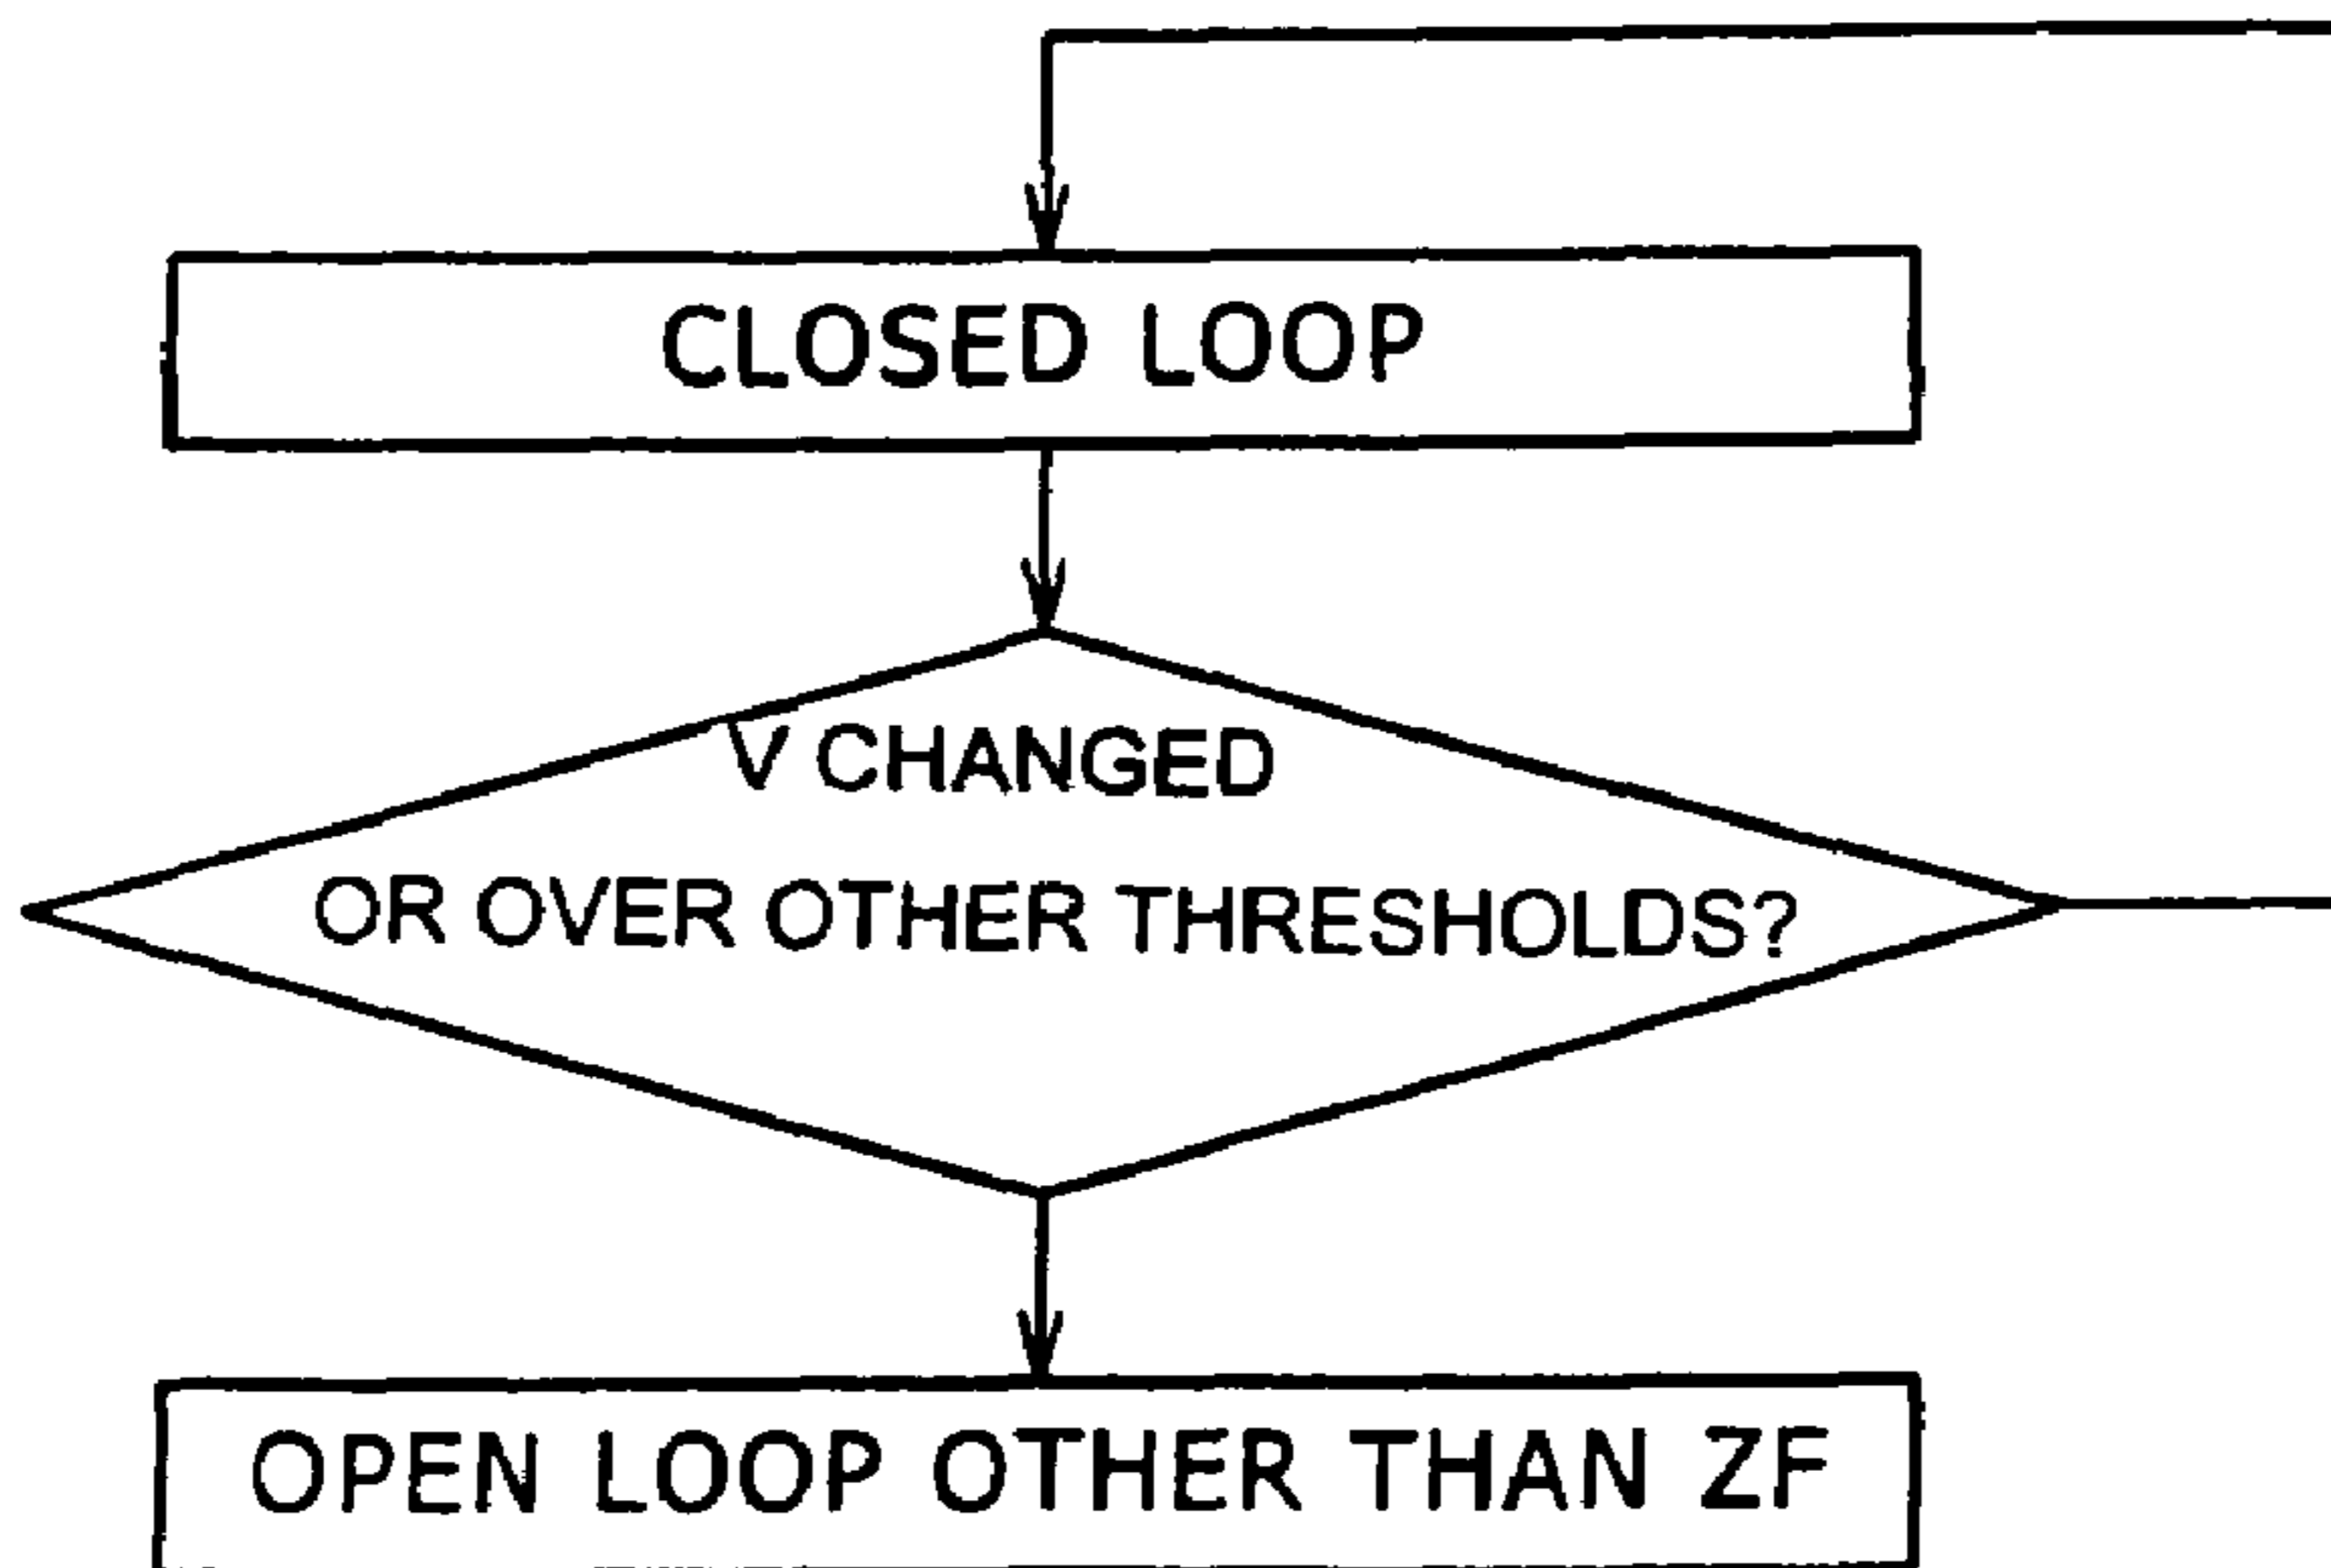 CLOSED LOOP
V CHANGED
OR OVER OTHER THRESHOLDS?
OPEN LOOP OTHER THAN ZF